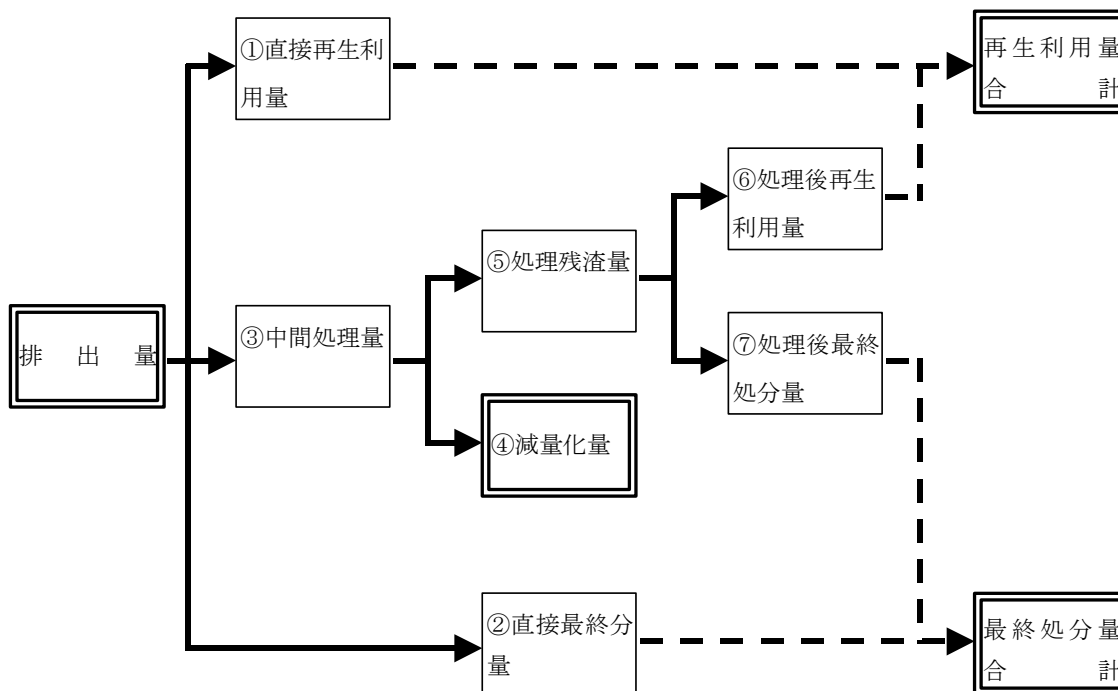 ①直接再生利
用量
再生利用量
合計
⑥処理後再生
利用量
⑤処理残渣量
排出量
③中間処理量
⑦処理後最終
処分量
④減量化量
②直接最終分
量
最終処分量
合計